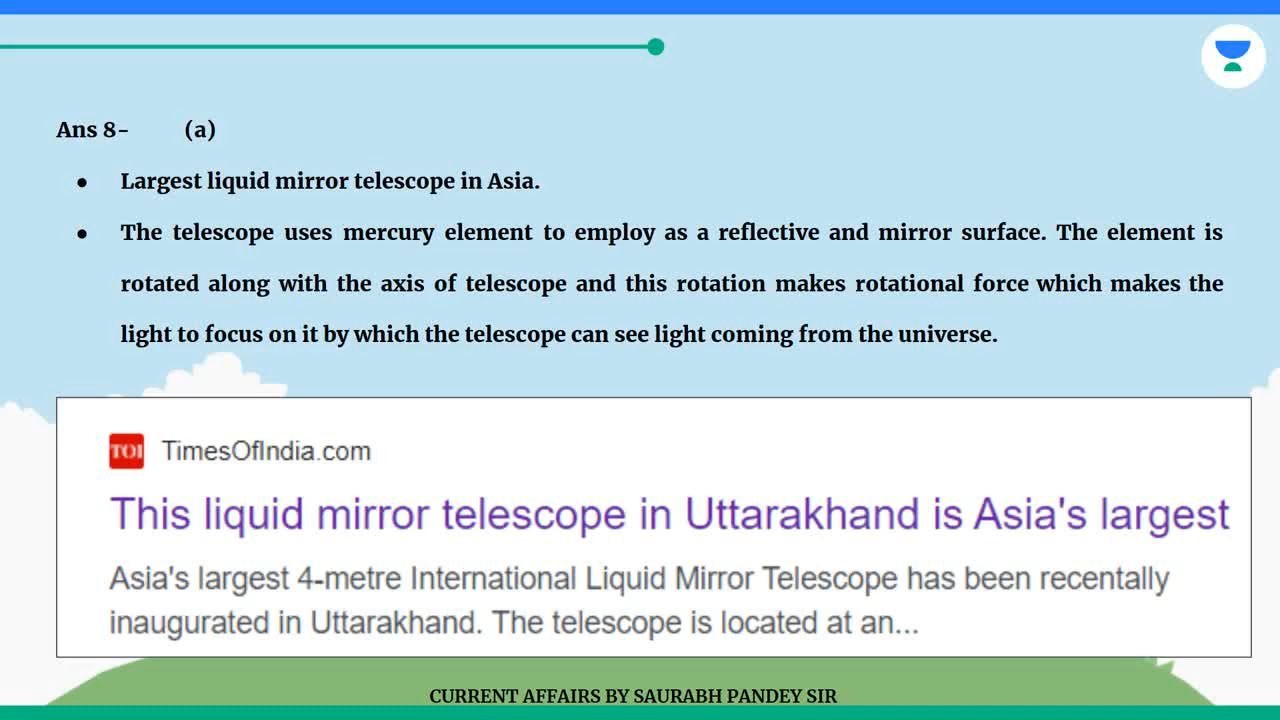 Ans 8- (a)
● Largest liquid mirror telescope in Asia.
● The telescope uses mercury element to employ as a reflective and mirror surface. The element is
rotated along with the axis of telescope and this rotation makes rotational force which makes the
light to focus on it by which the telescope can see light coming from the universe.
TOI TimesOfIndia.com
This liquid mirror telescope in Uttarakhand is Asia's largest
Asia's largest 4-metre International Liquid Mirror Telescope has been recentally
inaugurated in Uttarakhand. The telescope is located at an...
CURRENT AFFAIRS BY SAURABH PANDEY SIR